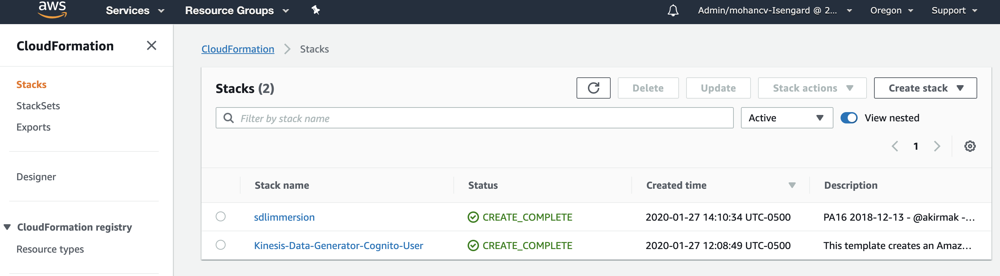 aws Services Resource Groups Admin/mohancv-Isengard @ 2... Oregon Support
CloudFormation
Stacks
StackSets
Exports
Designer
CloudFormation registry
Resource types
CloudFormation Stacks
Stacks (2) Delete Update Stack actions Create stack
Filter by stack name Active View nested
1
Stack name Status Created time Description
sdlimmersion CREATE_COMPLETE 2020-01-27 14:10:34 UTC-0500 PA16 2018-12-13 - @akirmak -...
Kinesis-Data-Generator-Cognito-User CREATE_COMPLETE 2020-01-27 12:08:49 UTC-0500 This template creates an Amaz...